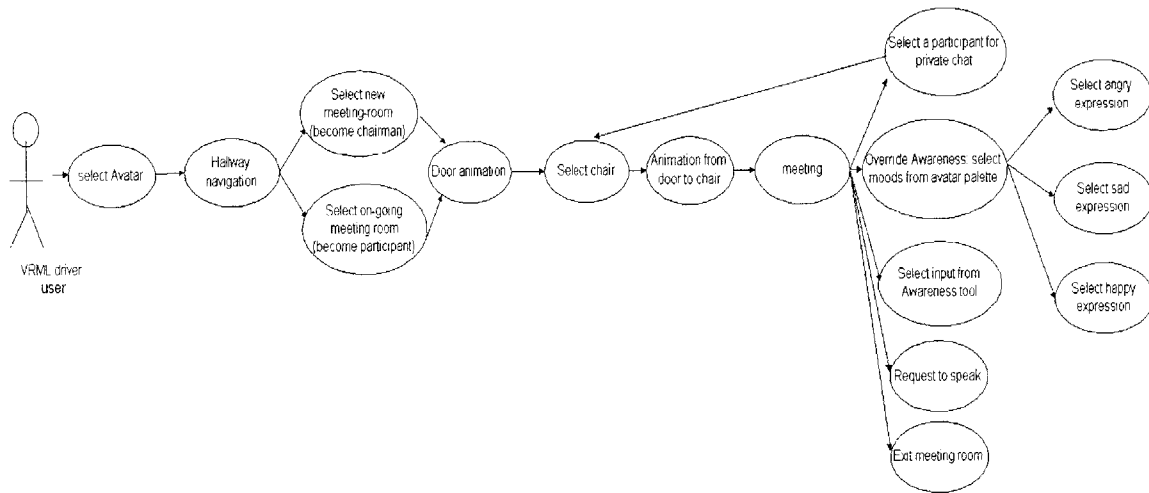 VRML driver
user
select Avatar
Hallway
navigation
Select new
meeting-room
(become chairman)
Select on-going
meeting room
(become participant)
Door animation
Select chair
Animation from
door to chair
meeting
Select a participant for
private chat
Override Awareness: select
moods from avatar palette
Select input from
Awareness tool
Request to speak
Exit meeting room
Select angry
expression
Select sad
expression
Select happy
expression